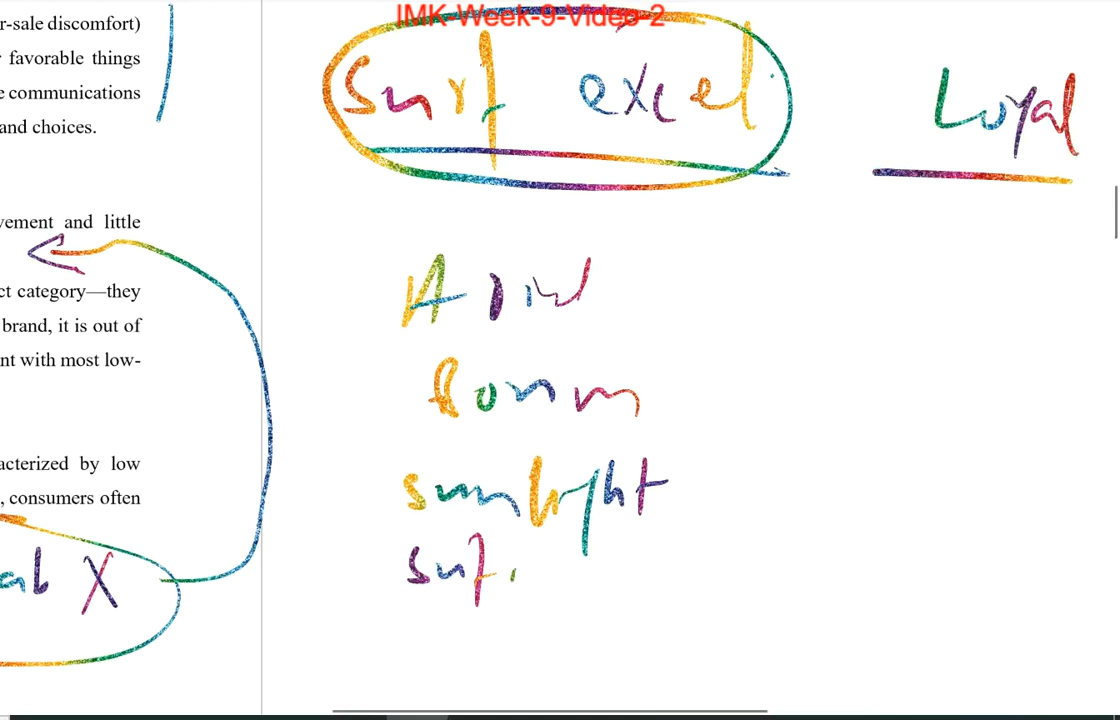 IMK-Week-9-Video-2
r-sale discomfort)
favorable things
e communications
and choices.
vement and little
ct category—they
brand, it is out of
nt with most low-
acterized by low
, consumers often
al X
Surf excel
Loyal
Ariel
sunlight
surf